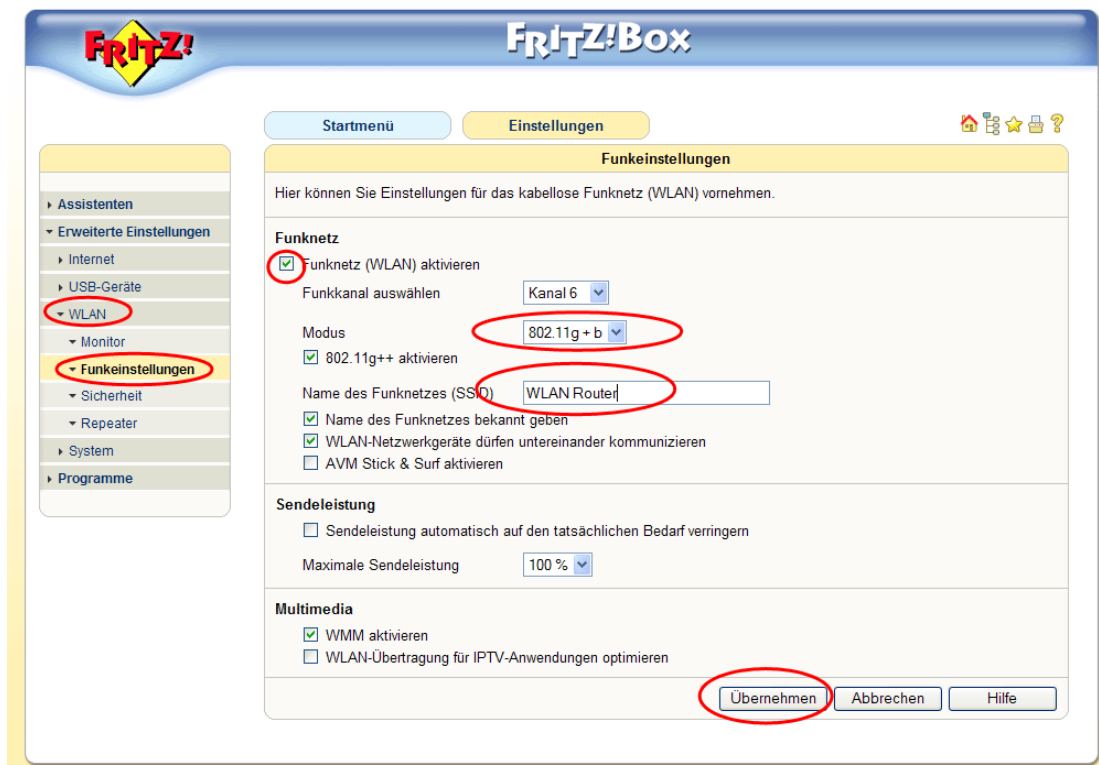 FRITZ!
FRITZ!Box
Startmenü
Einstellungen
Assistenten
Erweiterte Einstellungen
Internet
USB-Geräte
WLAN
Monitor
Funkeinstellungen
Sicherheit
Repeater
System
Programme
Funkeinstellungen
Hier können Sie Einstellungen für das kabellose Funknetz (WLAN) vornehmen.
Funknetz
Funknetz (WLAN) aktivieren
Funkkanal auswählen Kanal 6
Modus 802.11g + b
802.11g++ aktivieren
Name des Funknetzes (SSID) WLAN Router
Name des Funknetzes bekannt geben
WLAN-Netzwerkgeräte dürfen untereinander kommunizieren
AVM Stick & Surf aktivieren
Sendeleistung
Sendeleistung automatisch auf den tatsächlichen Bedarf verringern
Maximale Sendeleistung 100 %
Multimedia
WMM aktivieren
WLAN-Übertragung für IPTV-Anwendungen optimieren
Übernehmen Abbrechen Hilfe